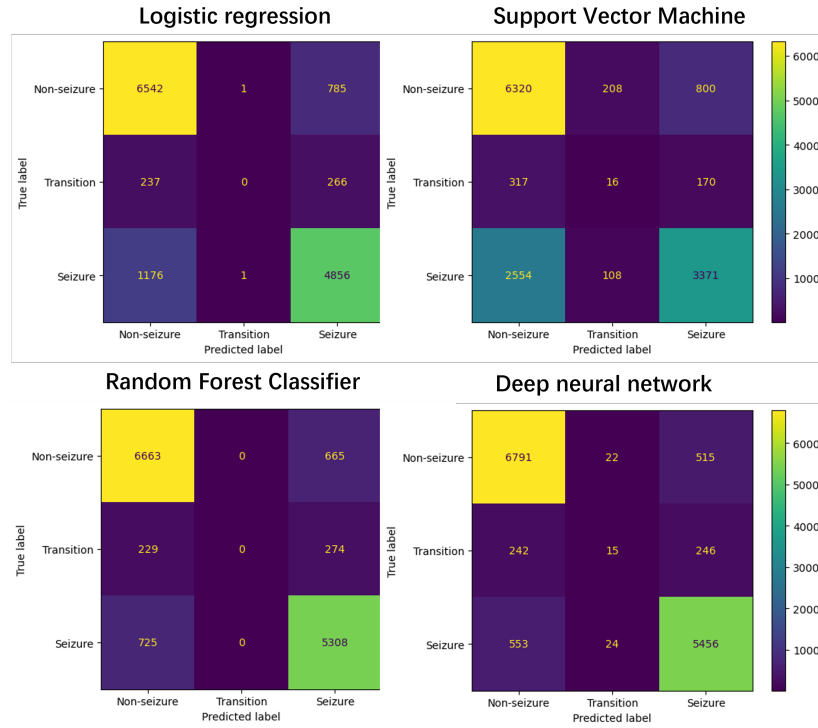 Logistic regression
Support Vector Machine
True label
Non-seizure 6542 1 785
Transition 237 0 266
Seizure 1176 1 4856
Non-seizure Transition Seizure
Predicted label
True label
6320 208 800
317 16 170
2554 108 3371
Non-seizure Transition Seizure
Predicted label
6000
5000
4000
3000
2000
1000
Random Forest Classifier
Deep neural network
True label
Non-seizure 6663 0 665
Transition 229 0 274
Seizure 725 0 5308
Non-seizure Transition Seizure
Predicted label
True label
Non-seizure 6791 22 515
Transition 242 15 246
Seizure 553 24 5456
Non-seizure Transition Seizure
Predicted label
6000
5000
4000
3000
2000
1000